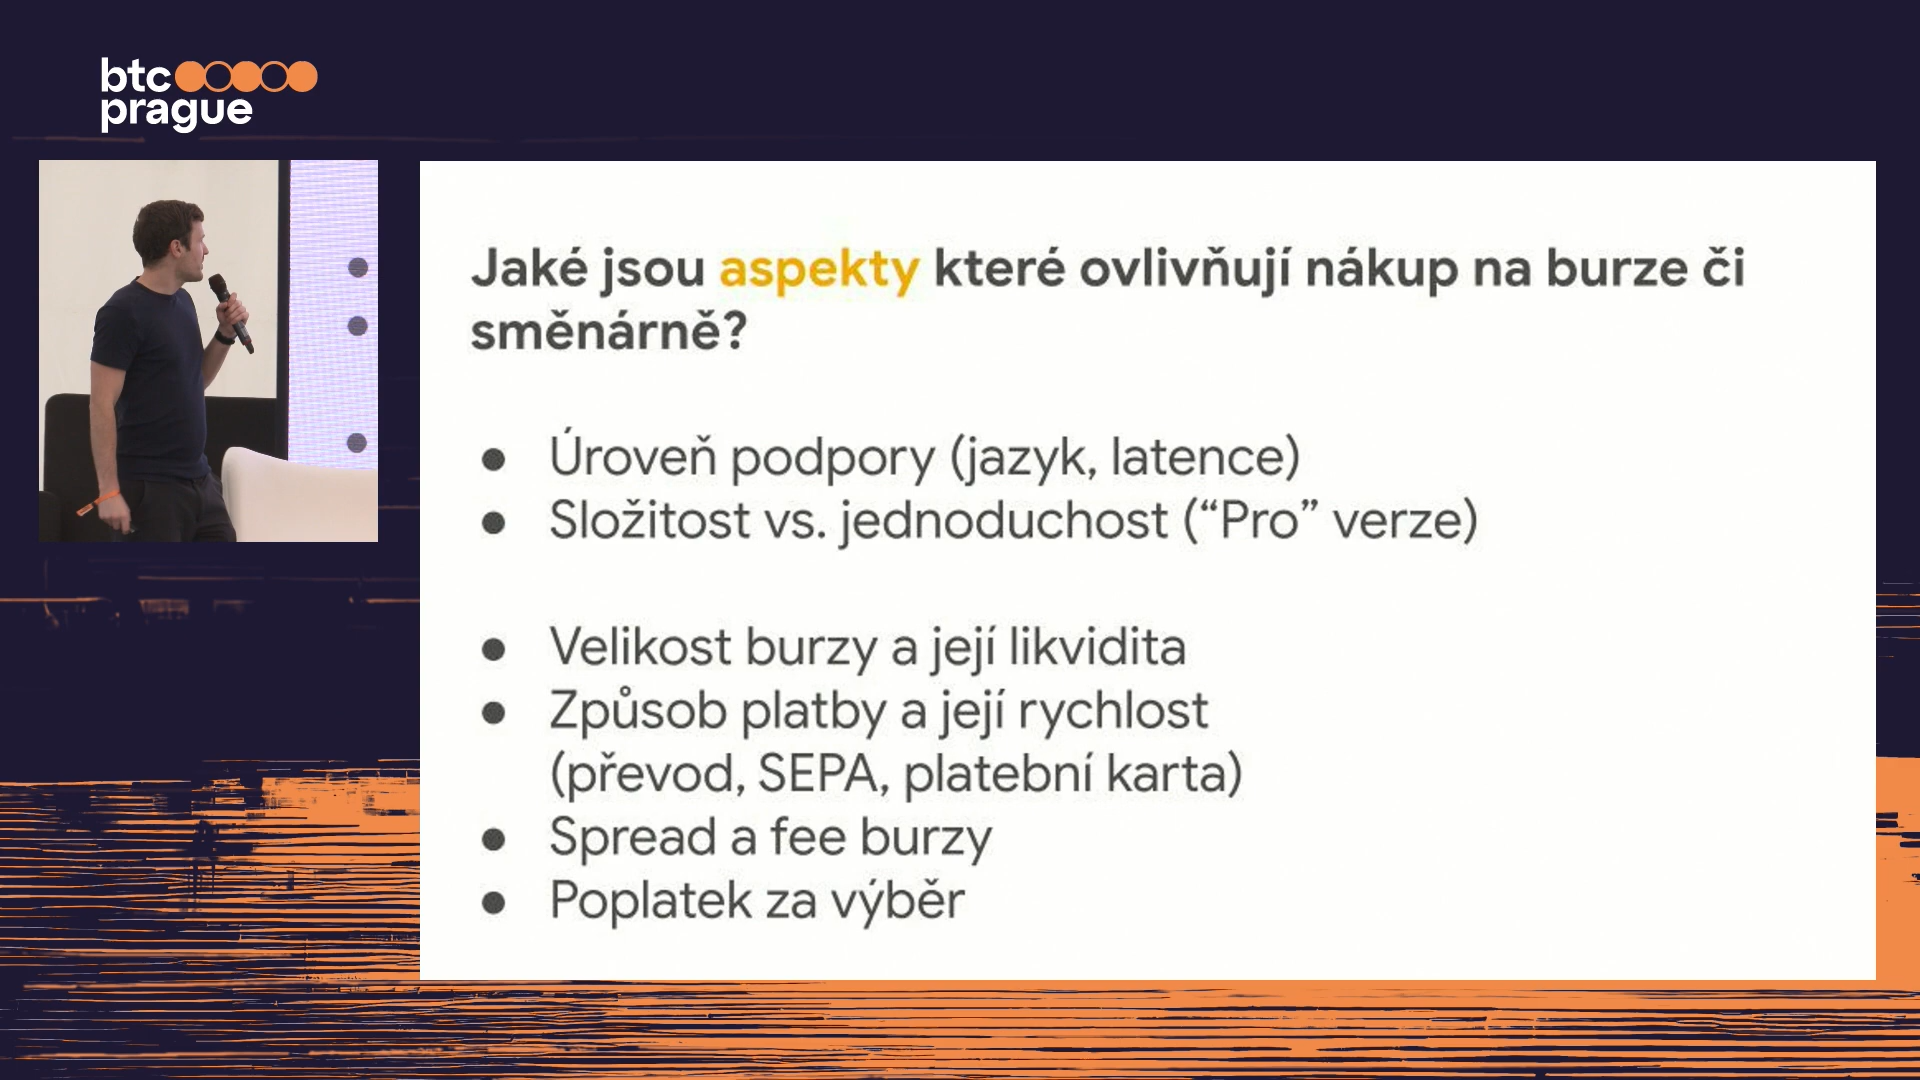 btc
prague
Jaké jsou aspekty které ovlivňují nákup na burze či
směnárně?
● Úroveň podpory (jazyk, latence)
● Složitost vs. jednoduchost (“Pro” verze)
● Velikost burzy a její likvidita
● Způsob platby a její rychlost
(převod, SEPA, platební karta)
● Spread a fee burzy
● Poplatek za výběr